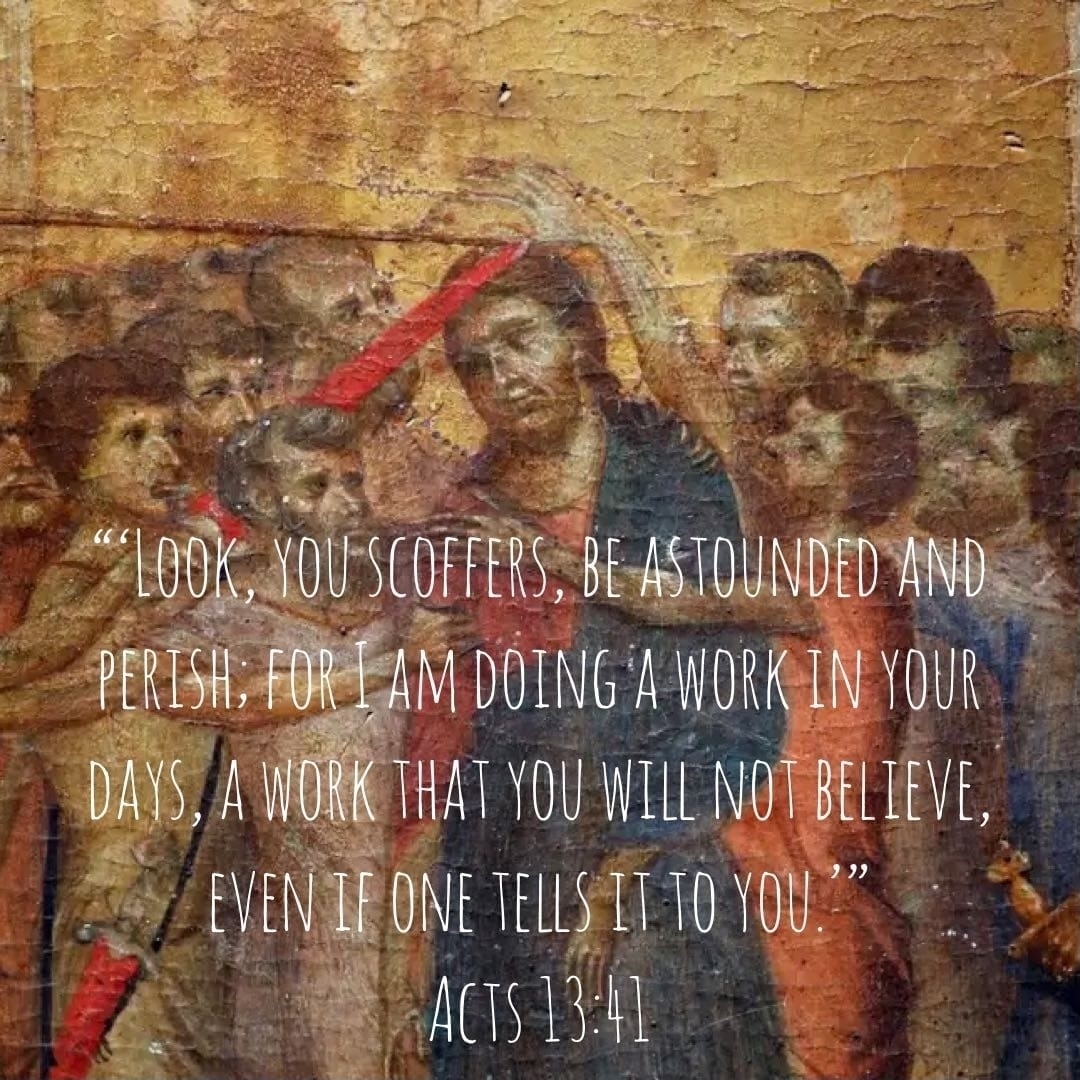 “‘Look, you scoffers, be astounded and
perish; for I am doing a work in your
days, a work that you will not believe,
even if one tells it to you.’”
Acts 13:41